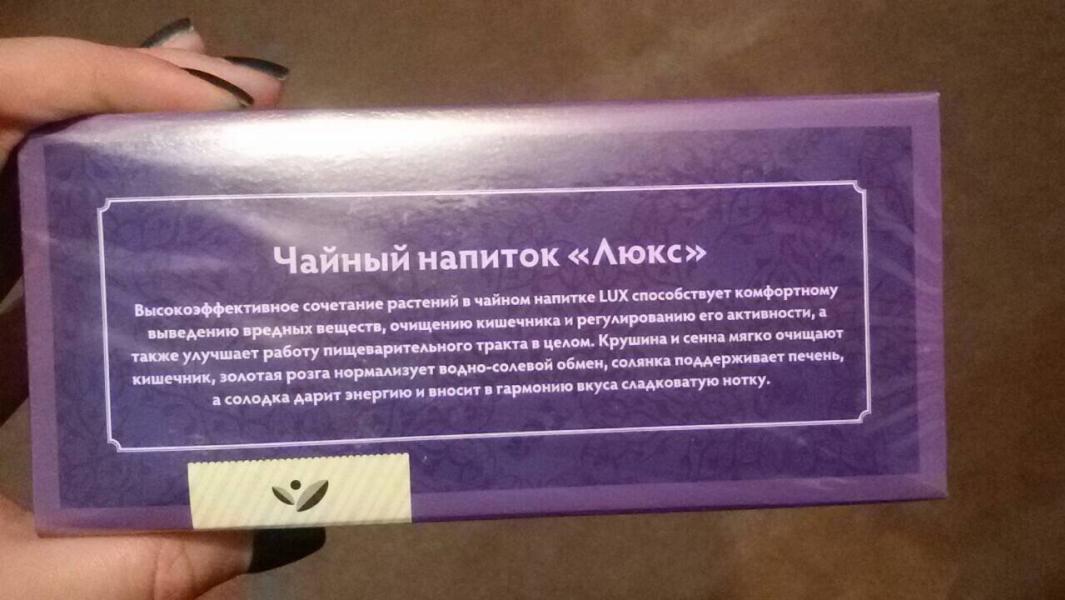 Чайный напиток «Люкс»
Высокоэффективное сочетание растений в чайном напитке LUX способствует комфортному
выведению вредных веществ, очищению кишечника и регулированию его активности, а
также улучшает работу пищеварительного тракта в целом. Крушина и сенна мягко очищают
кишечник, золотая розга нормализует водно-солевой обмен, солянка поддерживает печень,
а солодка дарит энергию и вносит в гармонию вкуса сладковатую нотку.